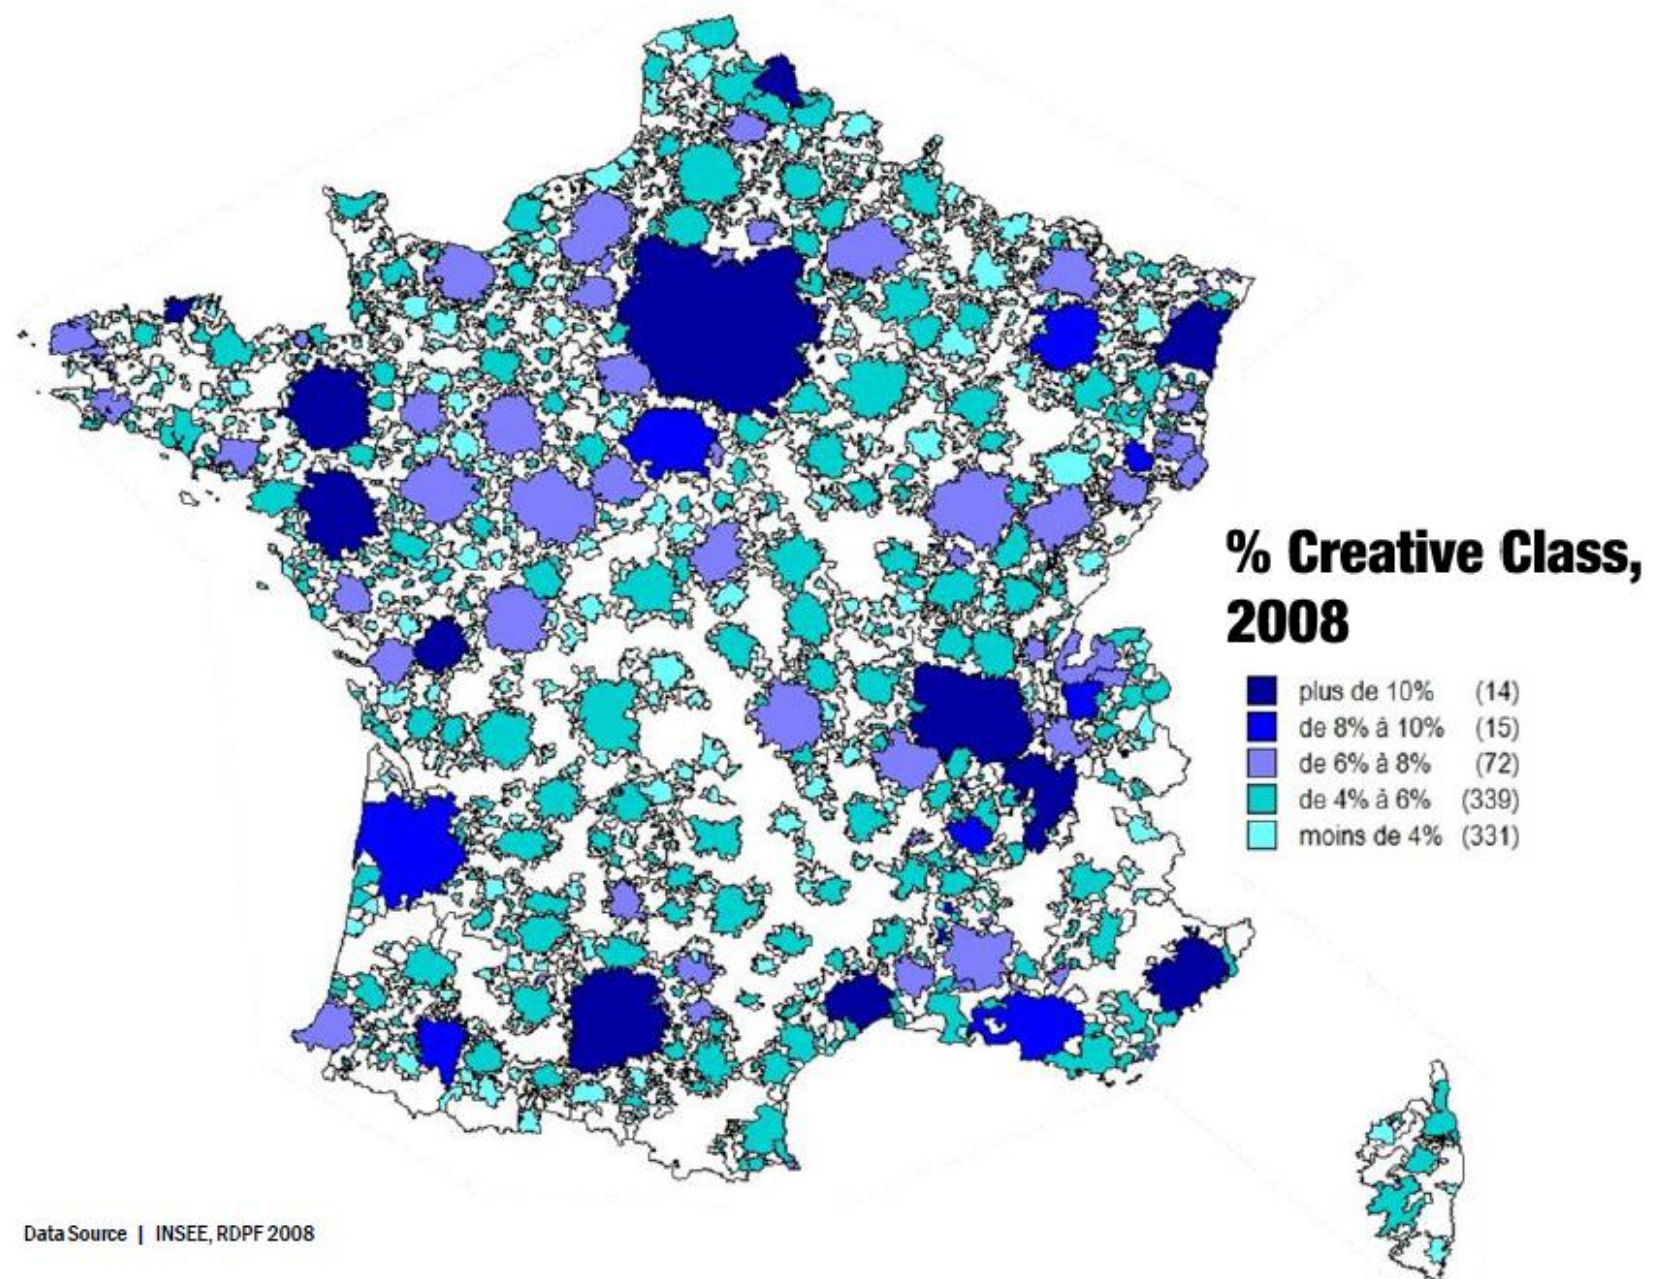 % Creative Class,
2008
plus de 10% (14)
de 8% à 10% (15)
de 6% à 8% (72)
de 4% à 6% (339)
moins de 4% (331)
Data Source | INSEE, RDPF 2008